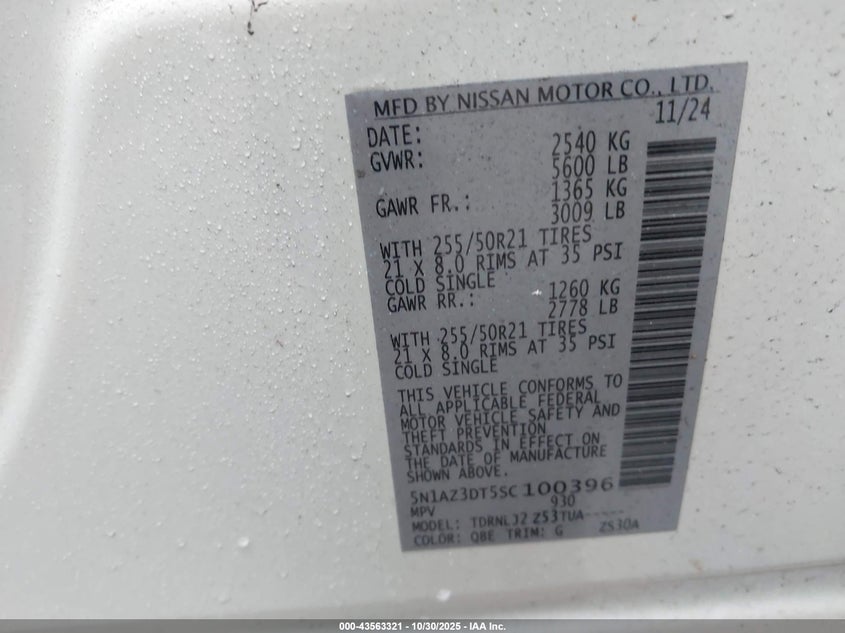 MFD BY NISSAN MOTOR CO., LTD.
DATE: 11/24
GVWR: 2540 KG
5600 LB
GAWR FR.: 1365 KG
3009 LB
WITH 255/50R21 TIRES
21 X 8.0 RIMS AT 35 PSI
COLD SINGLE
GAWR RR.: 1260 KG
2778 LB
WITH 255/50R21 TIRES
21 X 8.0 RIMS AT 35 PSI
COLD SINGLE
THIS VEHICLE CONFORMS TO
ALL APPLICABLE FEDERAL
MOTOR VEHICLE SAFETY AND
THEFT PREVENTION
STANDARDS IN EFFECT ON
THE DATE OF MANUFACTURE
SHOWN ABOVE.
5N1AZ3DT5SC100396
MPV 930
MODEL: TDRNLJ2 Z53TUA-----
COLOR: QBE TRIM: G ZS30A
000-43563321 - 10/30/2025 - IAA Inc.